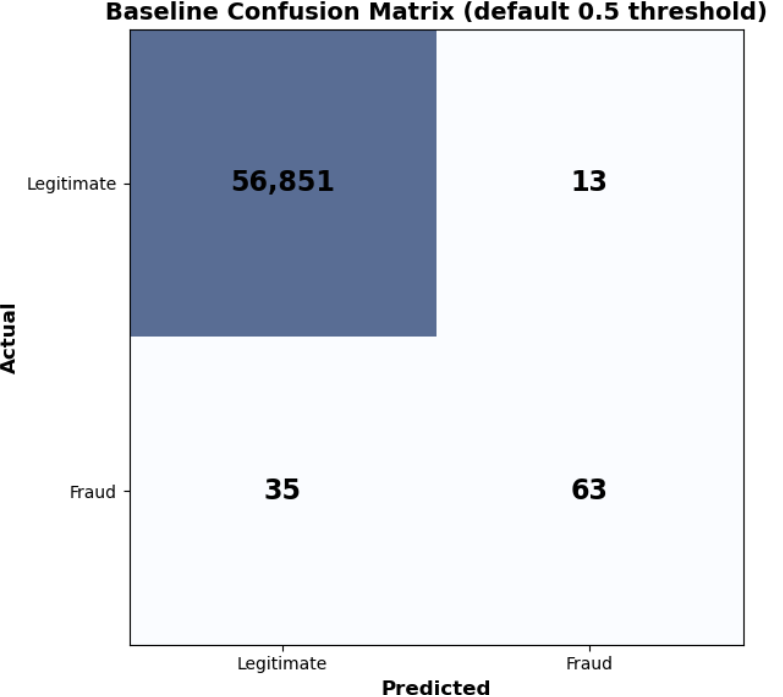 Baseline Confusion Matrix (default 0.5 threshold)
Legitimate
56,851
13
Actual
Fraud
35
63
Legitimate
Fraud
Predicted